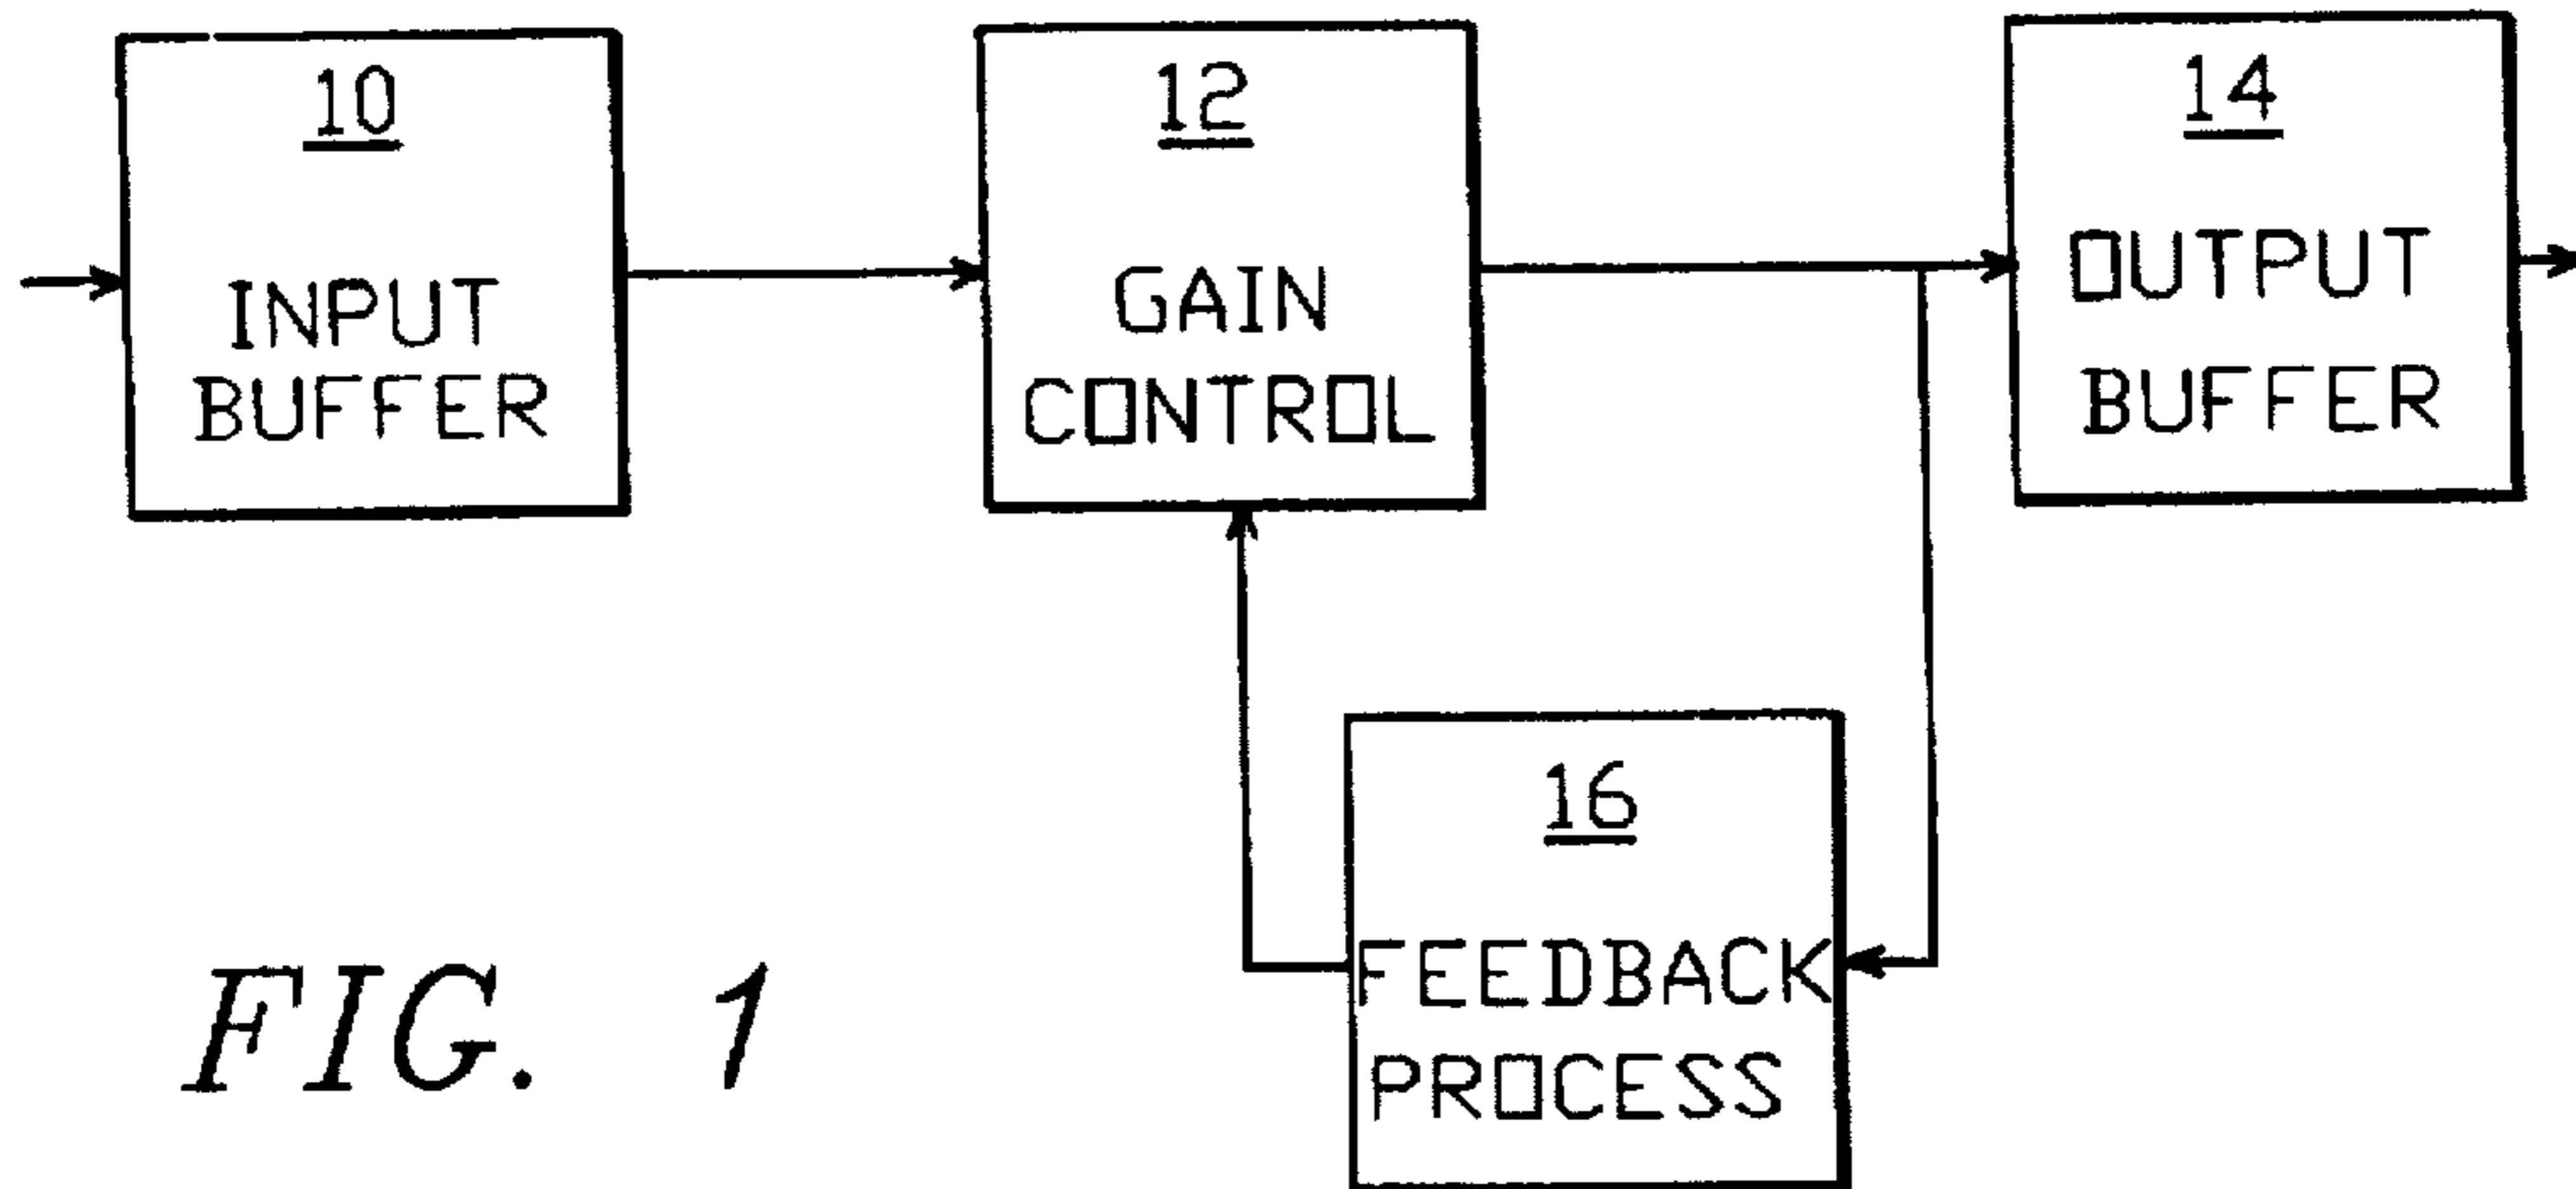 10
INPUT
BUFFER
12
GAIN
CONTROL
14
OUTPUT
BUFFER
16
FEEDBACK
PROCESS
FIG. 1